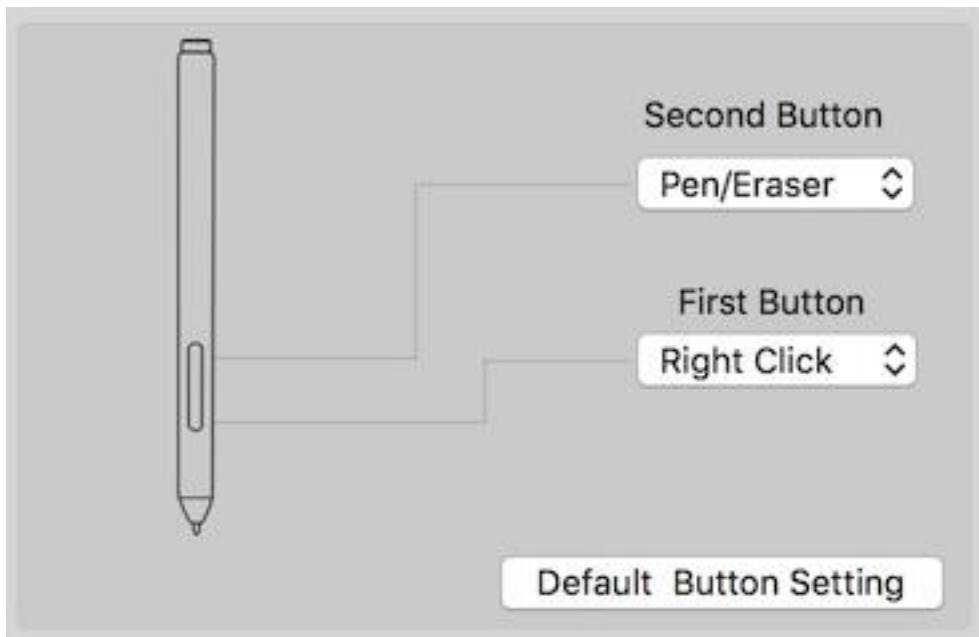 Second Button
Pen/Eraser
First Button
Right Click
Default Button Setting